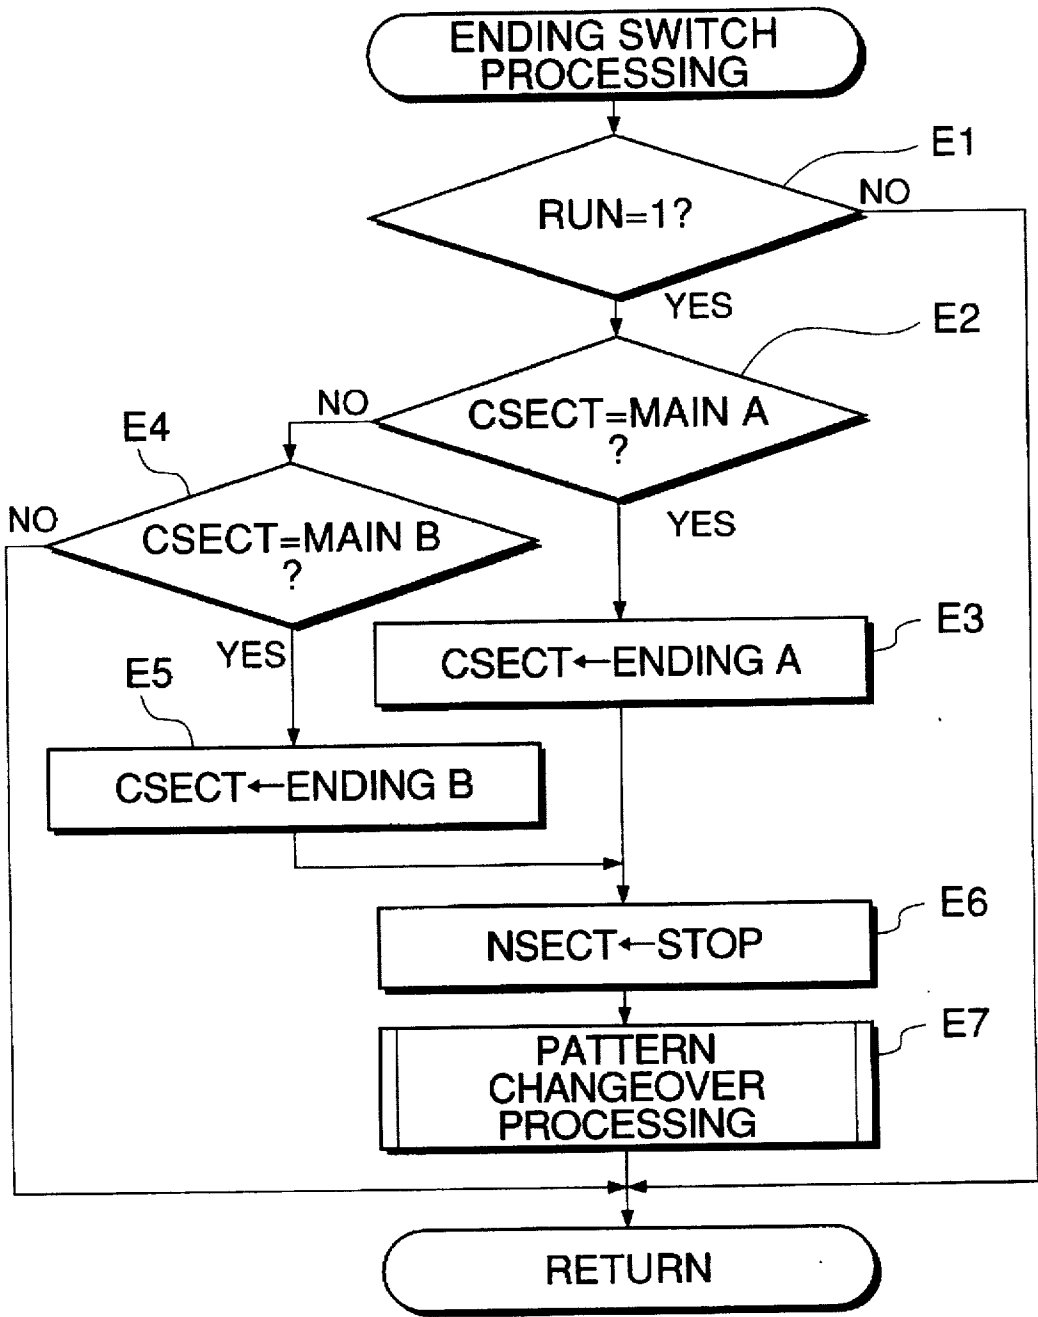 ENDING SWITCH
PROCESSING
E1
RUN=1?
NO
YES
E2
CSECT=MAIN A
?
NO
E4
YES
NO
CSECT=MAIN B
?
YES
E3
CSECT←ENDING A
E5
CSECT←ENDING B
E6
NSECT←STOP
E7
PATTERN
CHANGEOVER
PROCESSING
RETURN